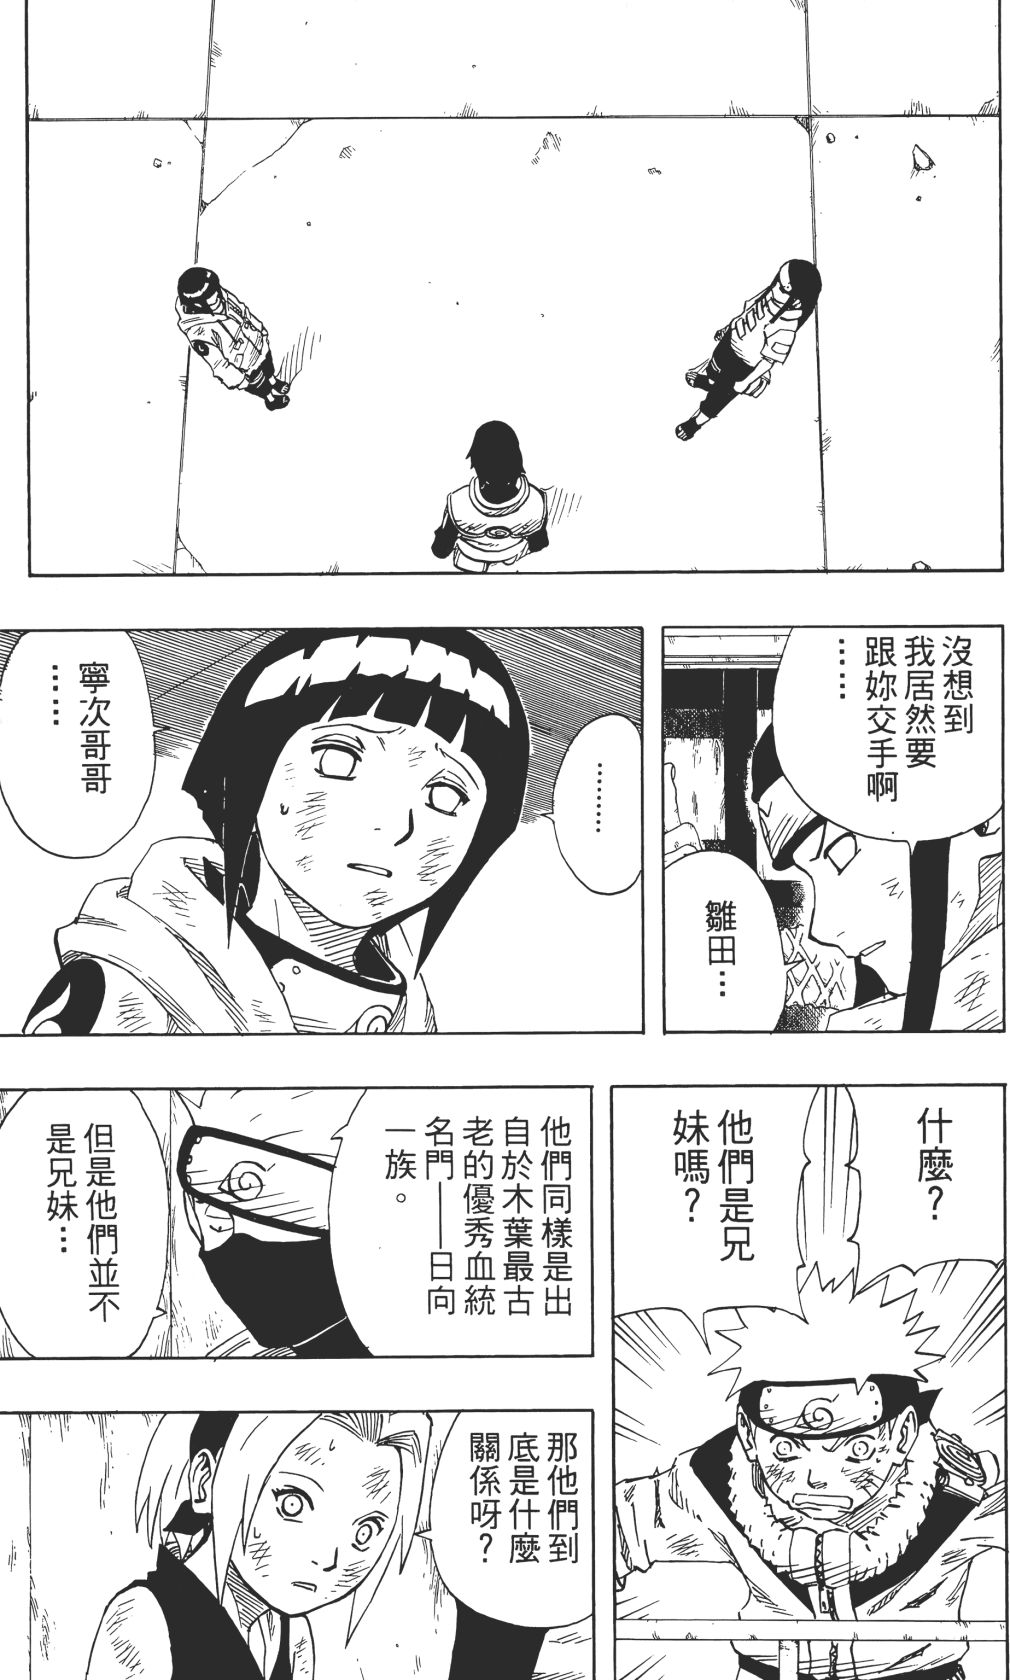 沒想到
我居然要
跟妳交手啊
……
雛田…
………
寧次哥哥
……
什麼？
他們是兄
妹嗎？
他們同樣是出
自於木葉最古
老的優秀血統
名門——日向
一族。
但是他們並不
是兄妹…
那他們到
底是什麼
關係呀？